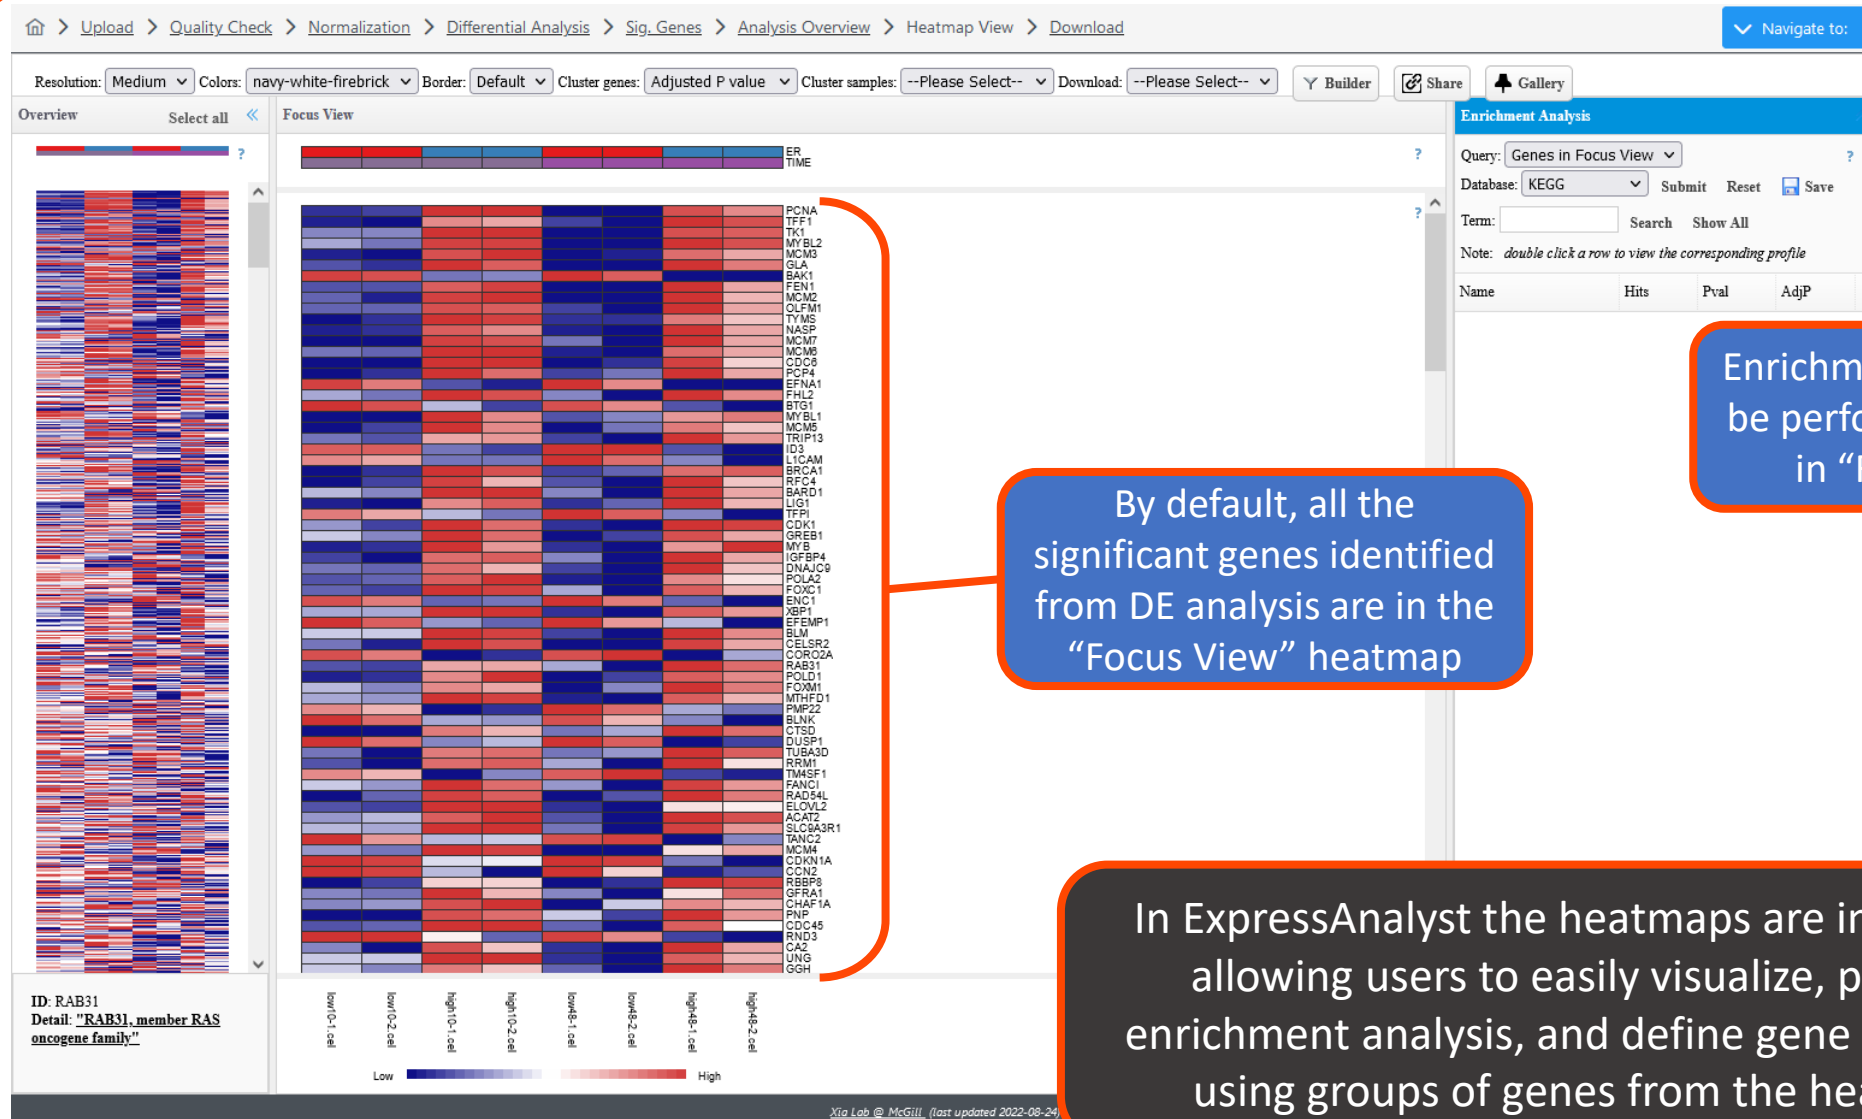 Upload > Quality Check > Normalization > Differential Analysis > Sig. Genes > Analysis Overview > Heatmap View > Download
Navigate to:
Resolution: Medium Colors: navy-white-firebrick Border: Default Cluster genes: Adjusted P value Cluster samples: --Please Select-- Download: --Please Select-- Builder Share Gallery
Overview Select all «
?
Focus View
ER
TIME
?
?
PCNA
TFF1
TK1
MYBL2
MCM3
GLA
BAK1
FEN1
MCM2
OLFM1
TYMS
NASP
MCM7
MCM6
CDC6
PCP4
EFNA1
FHL2
BTG1
MYBL1
MCM5
TRIP13
ID3
L1CAM
BRCA1
RFC4
BARD1
LIG1
TFPI
CDK1
GREB1
MYB
IGFBP4
DNAJC9
POLA2
FOXC1
ENC1
XBP1
EFEMP1
BLM
CELSR2
CORO2A
RAB31
POLD1
FOXM1
MTHFD1
PMP22
BLNK
CTSD
DUSP1
TUBA3D
RRM1
TM4SF1
FANCI
RAD54L
ELOVL2
ACAT2
SLC9A3R1
TANC2
MCM4
CDKN1A
CCN2
RBBP8
GFRA1
CHAF1A
PNP
CDC45
RND3
CA2
UNG
GGH
low10-1.cel
low10-2.cel
high10-1.cel
high10-2.cel
low48-1.cel
low48-2.cel
high48-1.cel
high48-2.cel
Low High
ID: RAB31
Detail: "RAB31, member RAS
oncogene family"
Enrichment Analysis
Query: Genes in Focus View ?
Database: KEGG Submit Reset Save
Term: Search Show All
Note: double click a row to view the corresponding profile
Name Hits Pval AdjP
Enrichm
be perfo
in “F
By default, all the
significant genes identified
from DE analysis are in the
“Focus View” heatmap
In ExpressAnalyst the heatmaps are in
allowing users to easily visualize, p
enrichment analysis, and define gene
using groups of genes from the hea
Xia Lab @ McGill (last updated 2022-08-24)